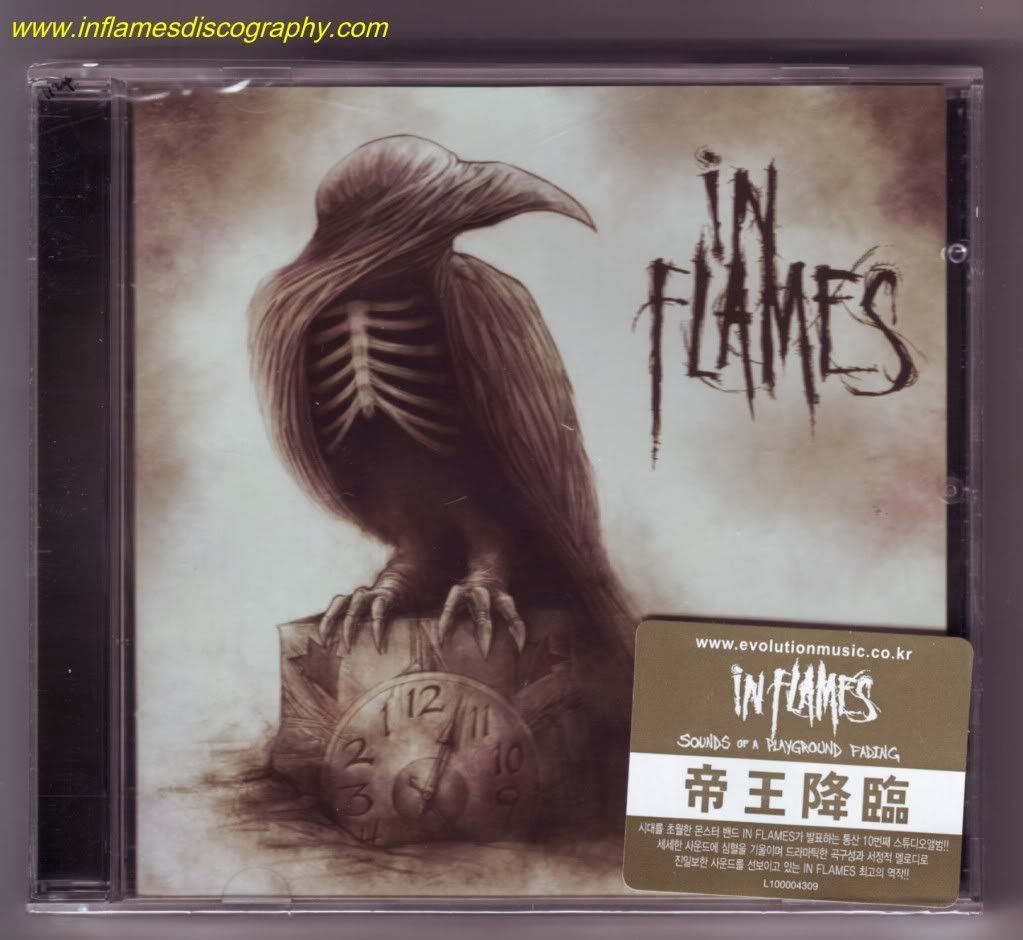 www.inflamesdiscography.com
iN
FLAMES
12
1
11
2
10
3
9
www.evolutionmusic.co.kr
iN FLAMES
SOUNDS OF A PLAYGROUND FADING
帝王降臨
시대를 초월한 몬스터 밴드 IN FLAMES가 발표하는 통산 10번째 스튜디오앨범!!
세세한 사운드에 심혈을 기울이며 드라마틱한 곡구성과 서정적 멜로디로
진일보한 사운드를 선보이고 있는 IN FLAMES 최고의 역작!!
L100004309